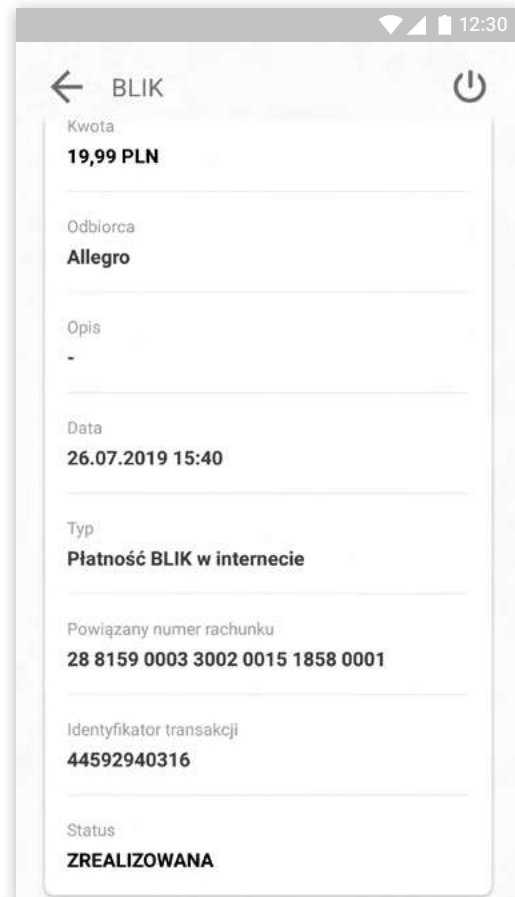 12:30
BLIK
Kwota
19,99 PLN
Odbiorca
Allegro
Opis
-
Data
26.07.2019 15:40
Typ
Płatność BLIK w internecie
Powiązany numer rachunku
28 8159 0003 3002 0015 1858 0001
Identyfikator transakcji
44592940316
Status
ZREALIZOWANA